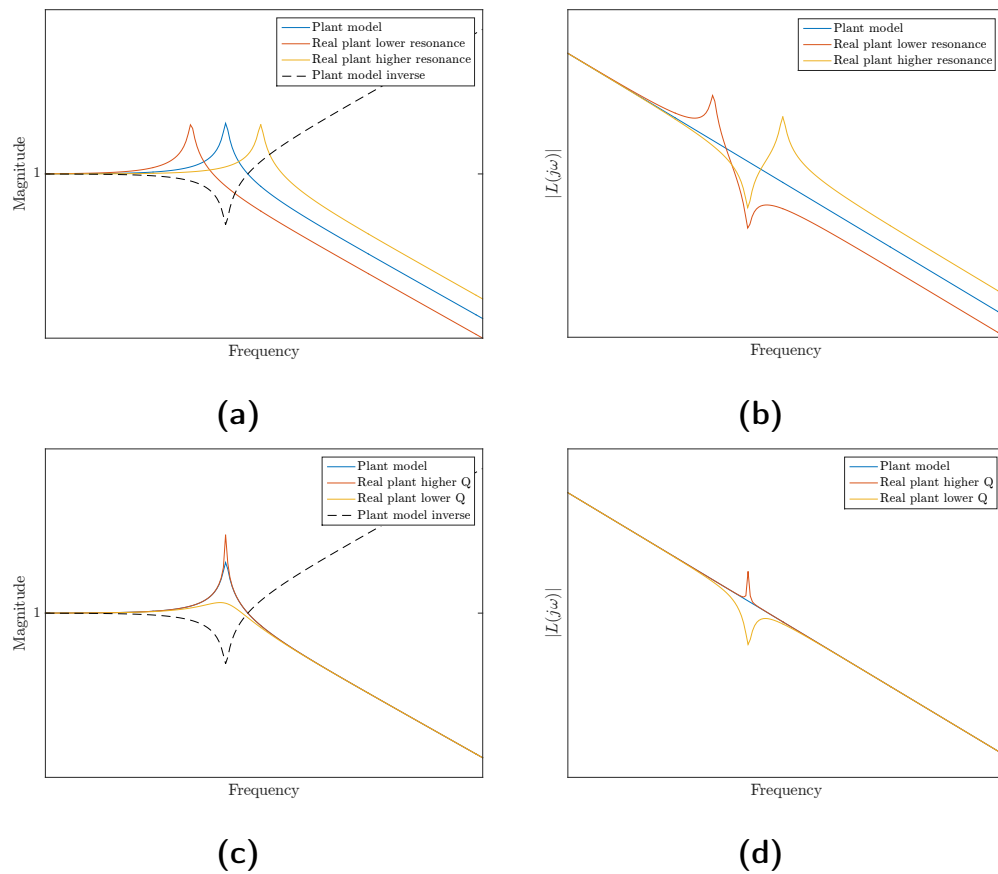 Plant model
Real plant lower resonance
Real plant higher resonance
Plant model inverse
Magnitude
1
Frequency
(a)
Plant model
Real plant lower resonance
Real plant higher resonance
|L(jω)|
Frequency
(b)
Plant model
Real plant higher Q
Real plant lower Q
Plant model inverse
Magnitude
1
Frequency
(c)
Plant model
Real plant higher Q
Real plant lower Q
|L(jω)|
Frequency
(d)